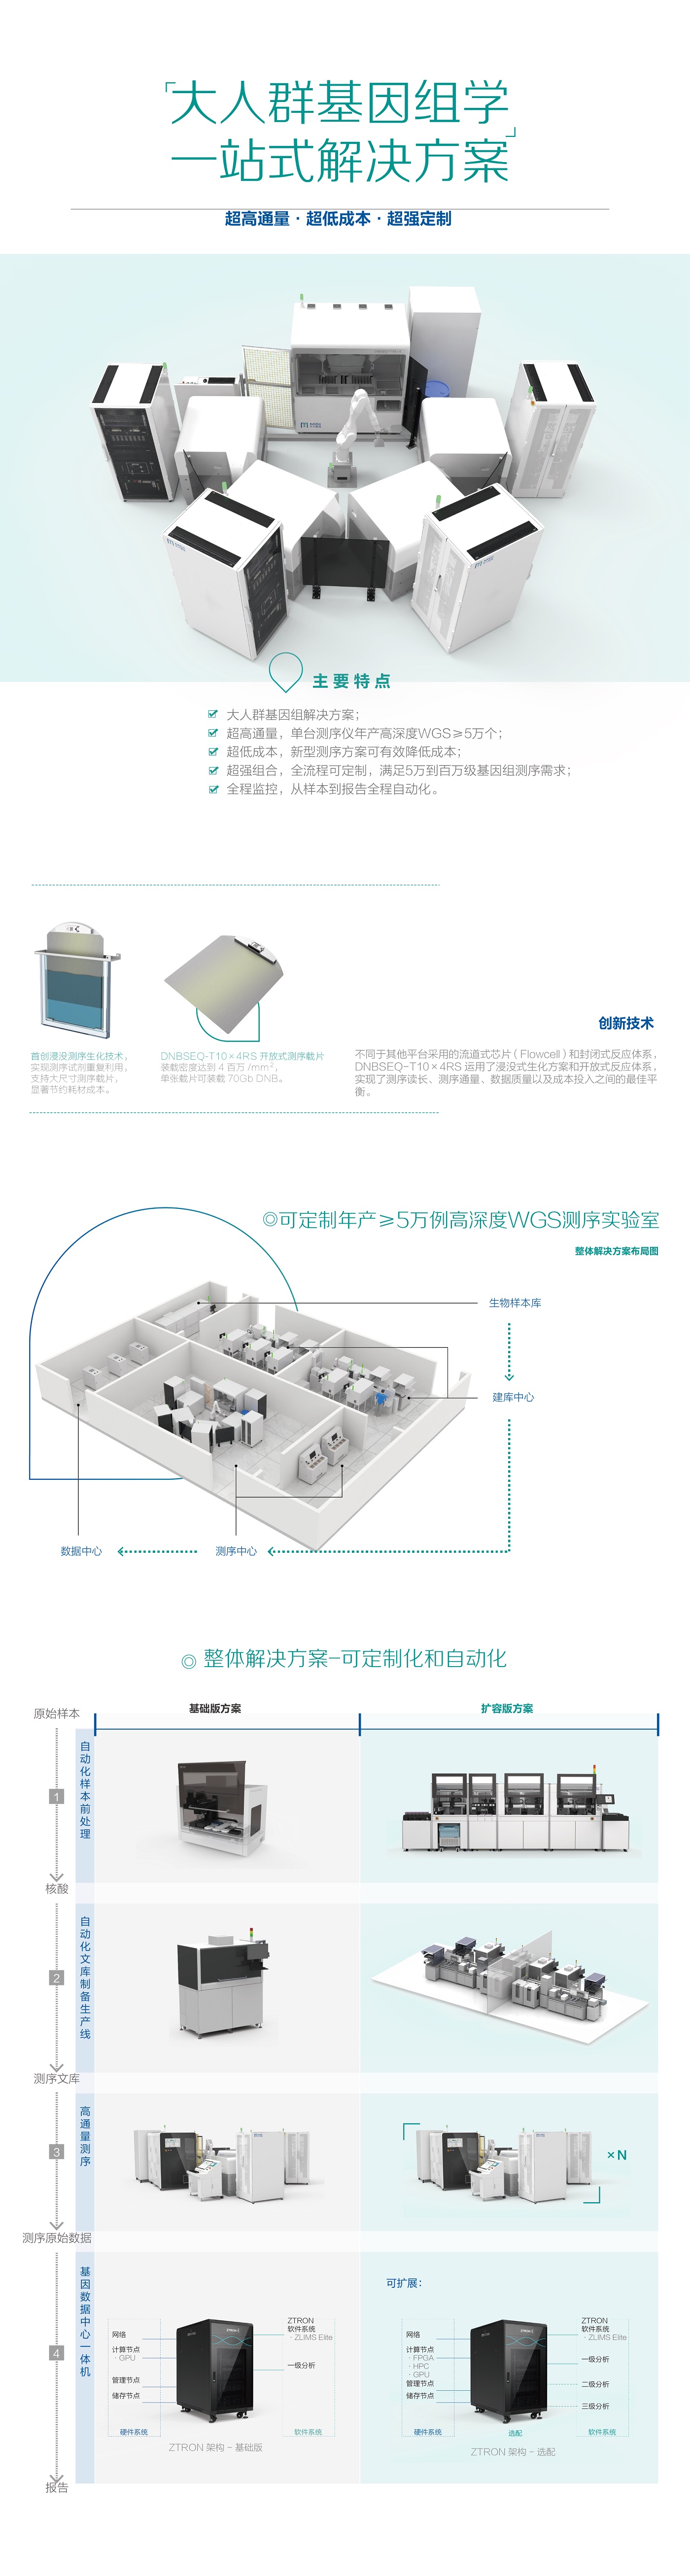 大人群基因组学
一站式解决方案
超高通量·超低成本·超强定制
主要特点
大人群基因组解决方案；
超高通量，单台测序仪年产高深度WGS≥5万个；
超低成本，新型测序方案可有效降低成本；
超强组合，全流程可定制，满足5万到百万级基因组测序需求；
全程监控，从样本到报告全程自动化。
首创浸没测序生化技术，
实现测序试剂重复利用，
支持大尺寸测序载片，
显著节约耗材成本。
DNBSEQ-T10×4RS 开放式测序载片
装载密度达到 4 百万 /mm²，
单张载片可装载 70Gb DNB。
创新技术
不同于其他平台采用的流道式芯片（Flowcell）和封闭式反应体系，
DNBSEQ-T10×4RS 运用了浸没式生化方案和开放式反应体系，
实现了测序读长、测序通量、数据质量以及成本投入之间的最佳平
衡。
◎可定制年产≥5万例高深度WGS测序实验室
整体解决方案布局图
生物样本库
建库中心
测序中心
数据中心
◎ 整体解决方案-可定制化和自动化
基础版方案
扩容版方案
原始样本
1
自动化样本前处理
核酸
2
自动化文库制备生产线
测序文库
3
高通量测序
×N
测序原始数据
4
基因数据中心一体机
网络
计算节点
·GPU
管理节点
储存节点
硬件系统
ZTRON
软件系统
·ZLIMS Elite
一级分析
软件系统
ZTRON 架构 - 基础版
可扩展：
网络
计算节点
·FPGA
·HPC
·GPU
管理节点
储存节点
硬件系统
选配
ZTRON
软件系统
·ZLIMS Elite
一级分析
二级分析
三级分析
软件系统
ZTRON 架构 - 选配
报告